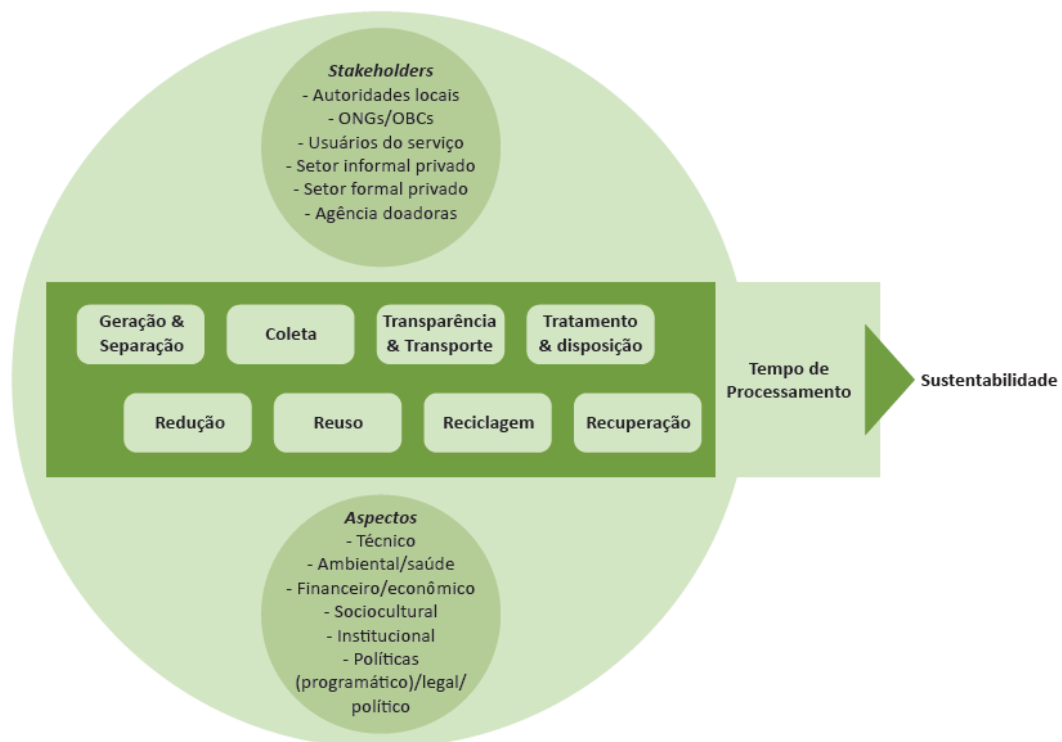 Stakeholders
- Autoridades locais
- ONGs/OBCs
- Usuários do serviço
- Setor informal privado
- Setor formal privado
- Agência doadoras
Geração &
Separação
Coleta
Transparência
& Transporte
Tratamento
& disposição
Redução
Reuso
Reciclagem
Recuperação
Tempo de
Processamento
Sustentabilidade
Aspectos
- Técnico
- Ambiental/saúde
- Financeiro/econômico
- Sociocultural
- Institucional
- Políticas
(programático)/legal/
político